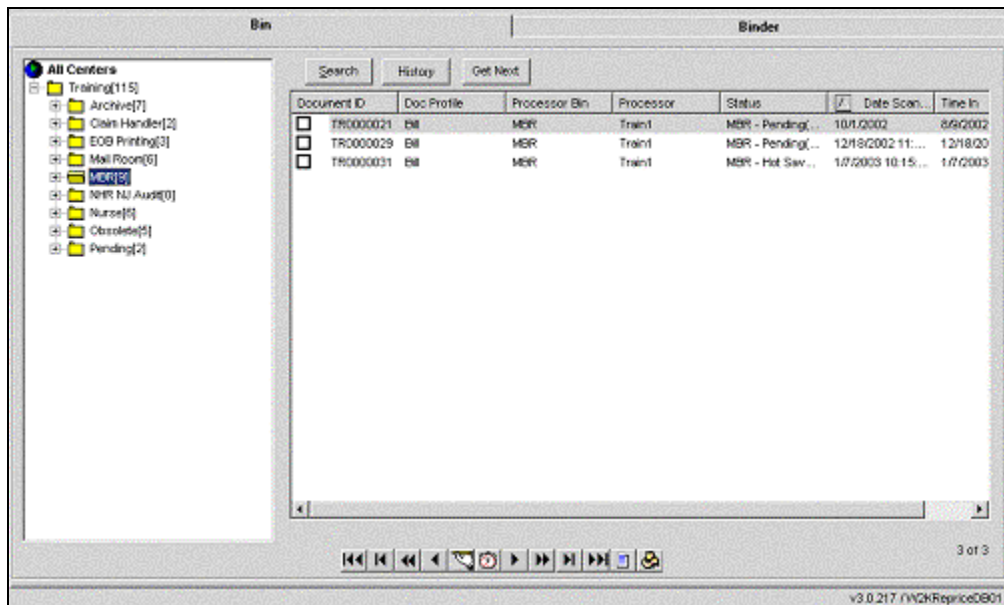 Bin
Binder
All Centers
Training[115]
Archive[7]
Claim Handler[2]
EOB Printing[3]
Mail Room[6]
MBR[9]
NHR NJ Audit[0]
Nurse[6]
Obsolete[5]
Pending[2]
Search History Get Next
Document ID Doc Profile Processor Bin Processor Status Date Scan... Time In
TR0000021 Bill MBR Train1 MBR - Pending(... 10/1/2002 8/9/2002
TR0000029 Bill MBR Train1 MBR - Pending(... 12/18/2002 11:... 12/18/20
TR0000031 Bill MBR Train1 MBR - Hot Sav... 1/7/2003 10:15:... 1/7/2003
3 of 3
v3.0.217 /W2KRepriceDB01